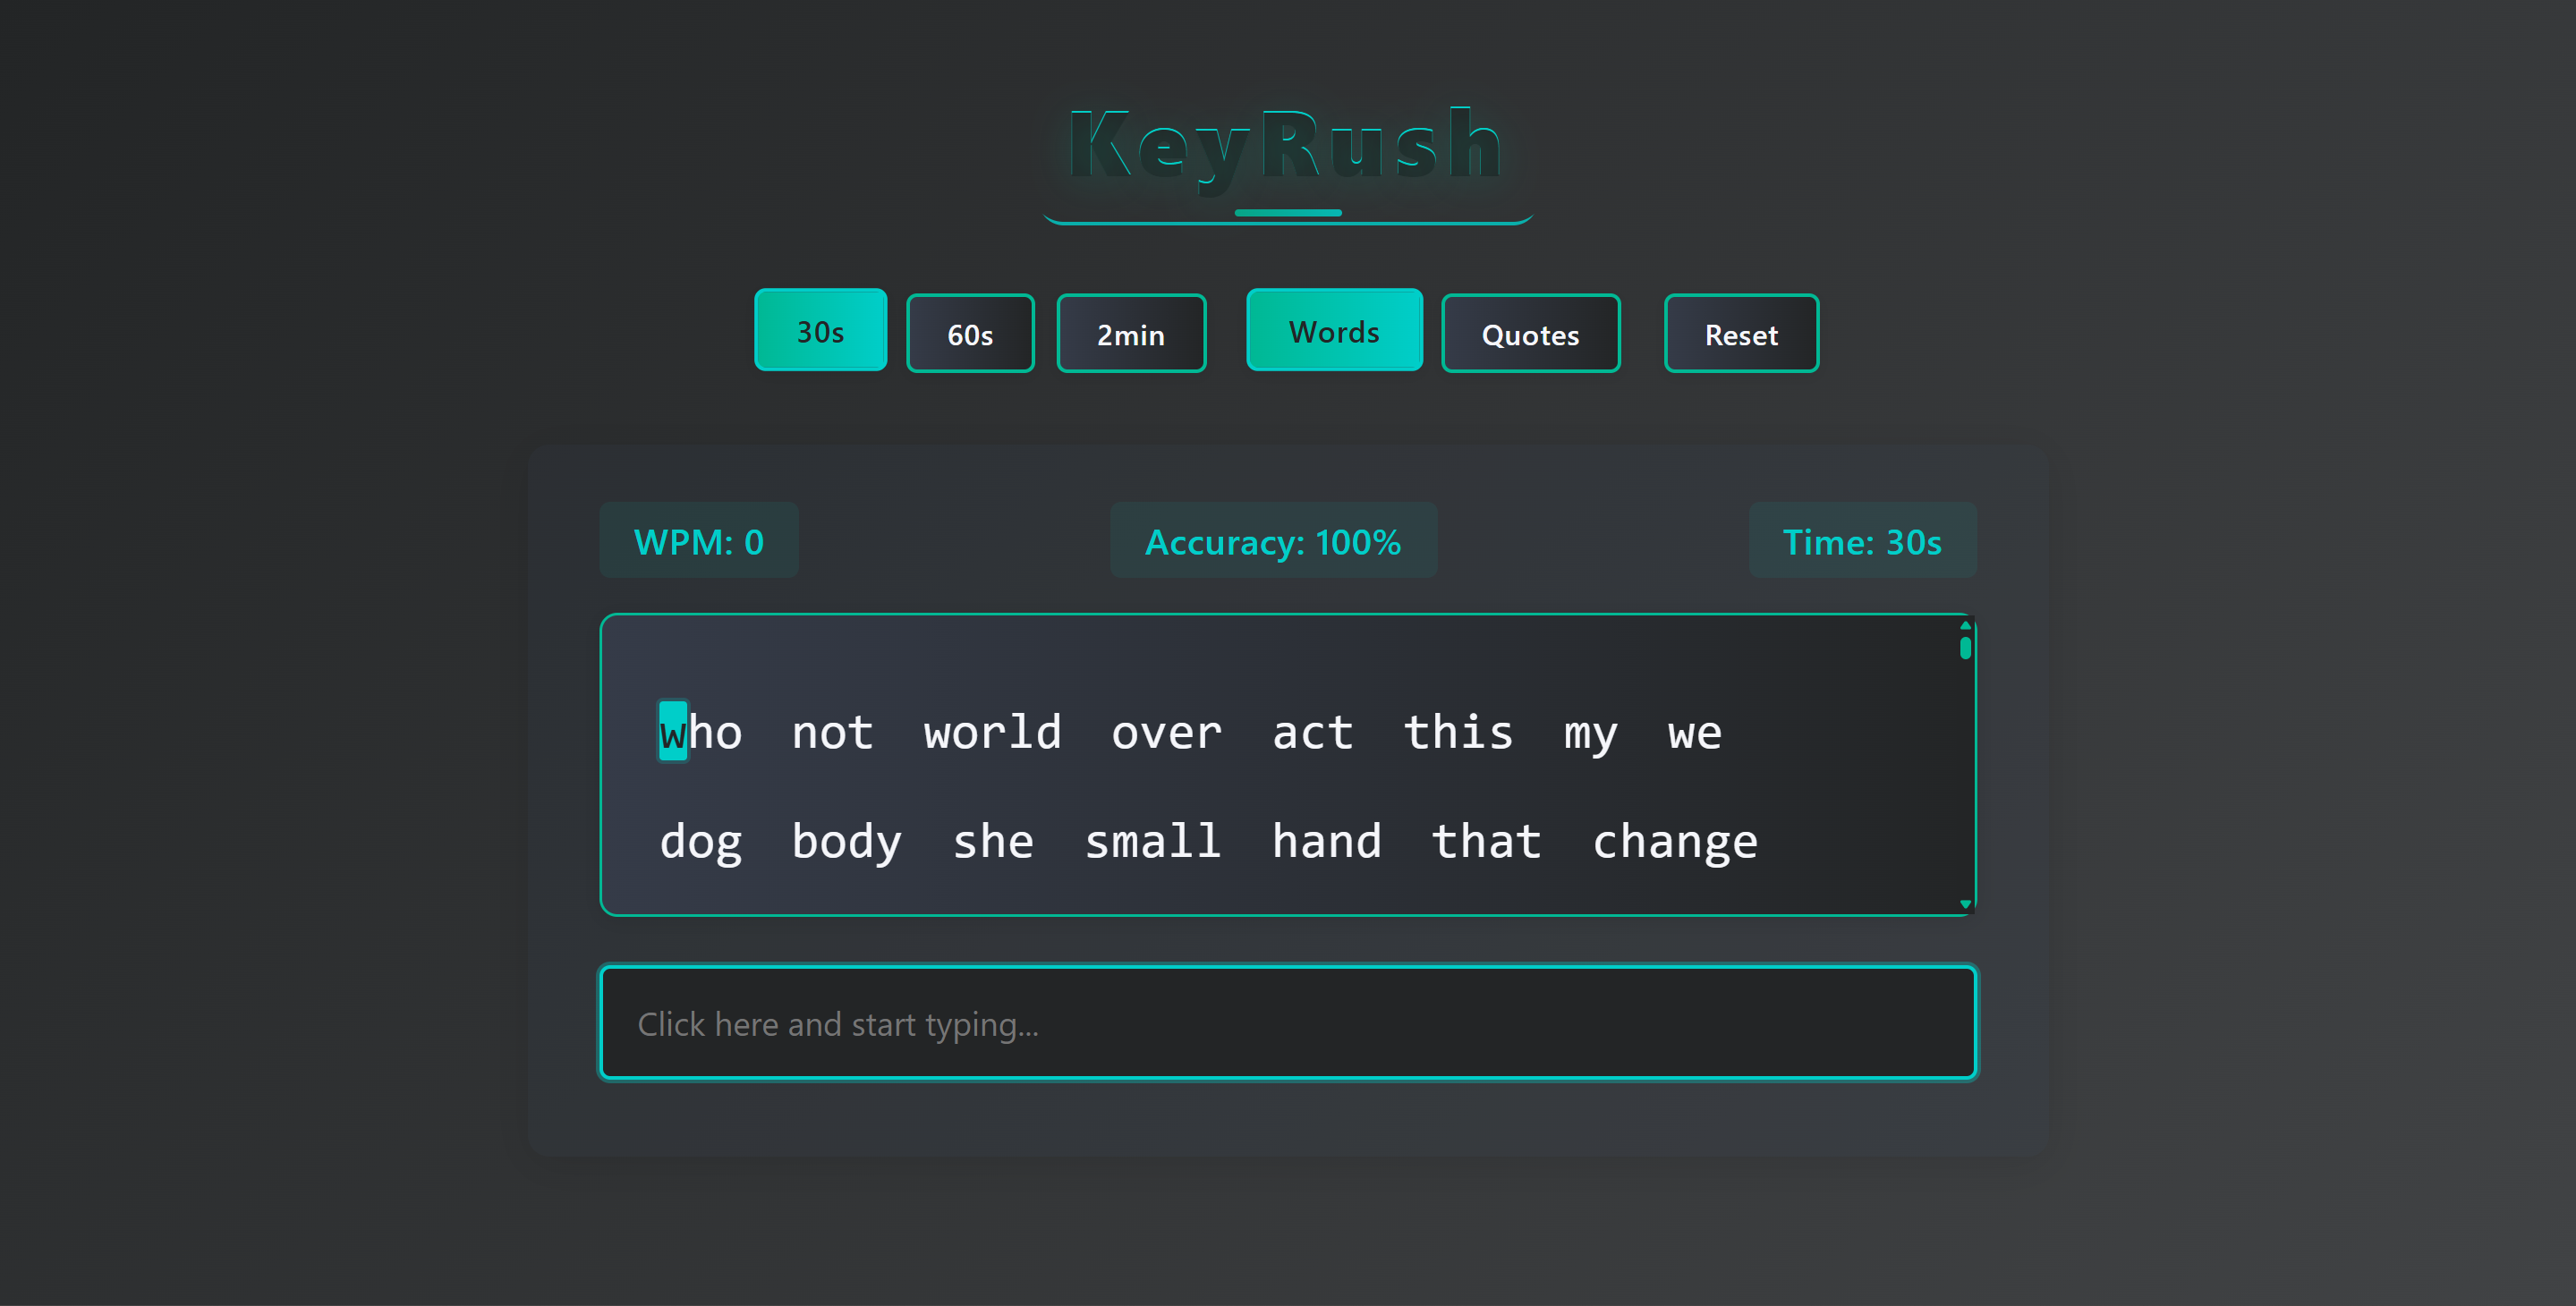 KeyRush
30s 60s 2min Words Quotes Reset
WPM: 0 Accuracy: 100% Time: 30s
who not world over act this my we
dog body she small hand that change
Click here and start typing...